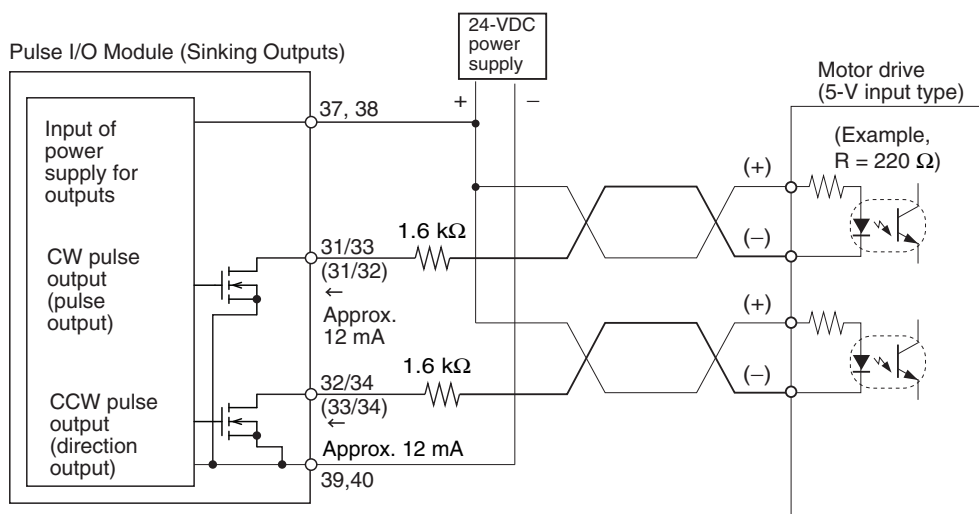 Pulse I/O Module (Sinking Outputs)
24-VDC
power
supply
+
−
Motor drive
(5-V input type)
(Example,
R = 220 Ω)
Input of
power
supply for
outputs
37, 38
(+)
(−)
1.6 kΩ
CW pulse
output
(pulse
output)
31/33
(31/32)
←
Approx.
12 mA
(+)
(−)
1.6 kΩ
CCW pulse
output
(direction
output)
32/34
(33/34)
←
Approx. 12 mA
39,40